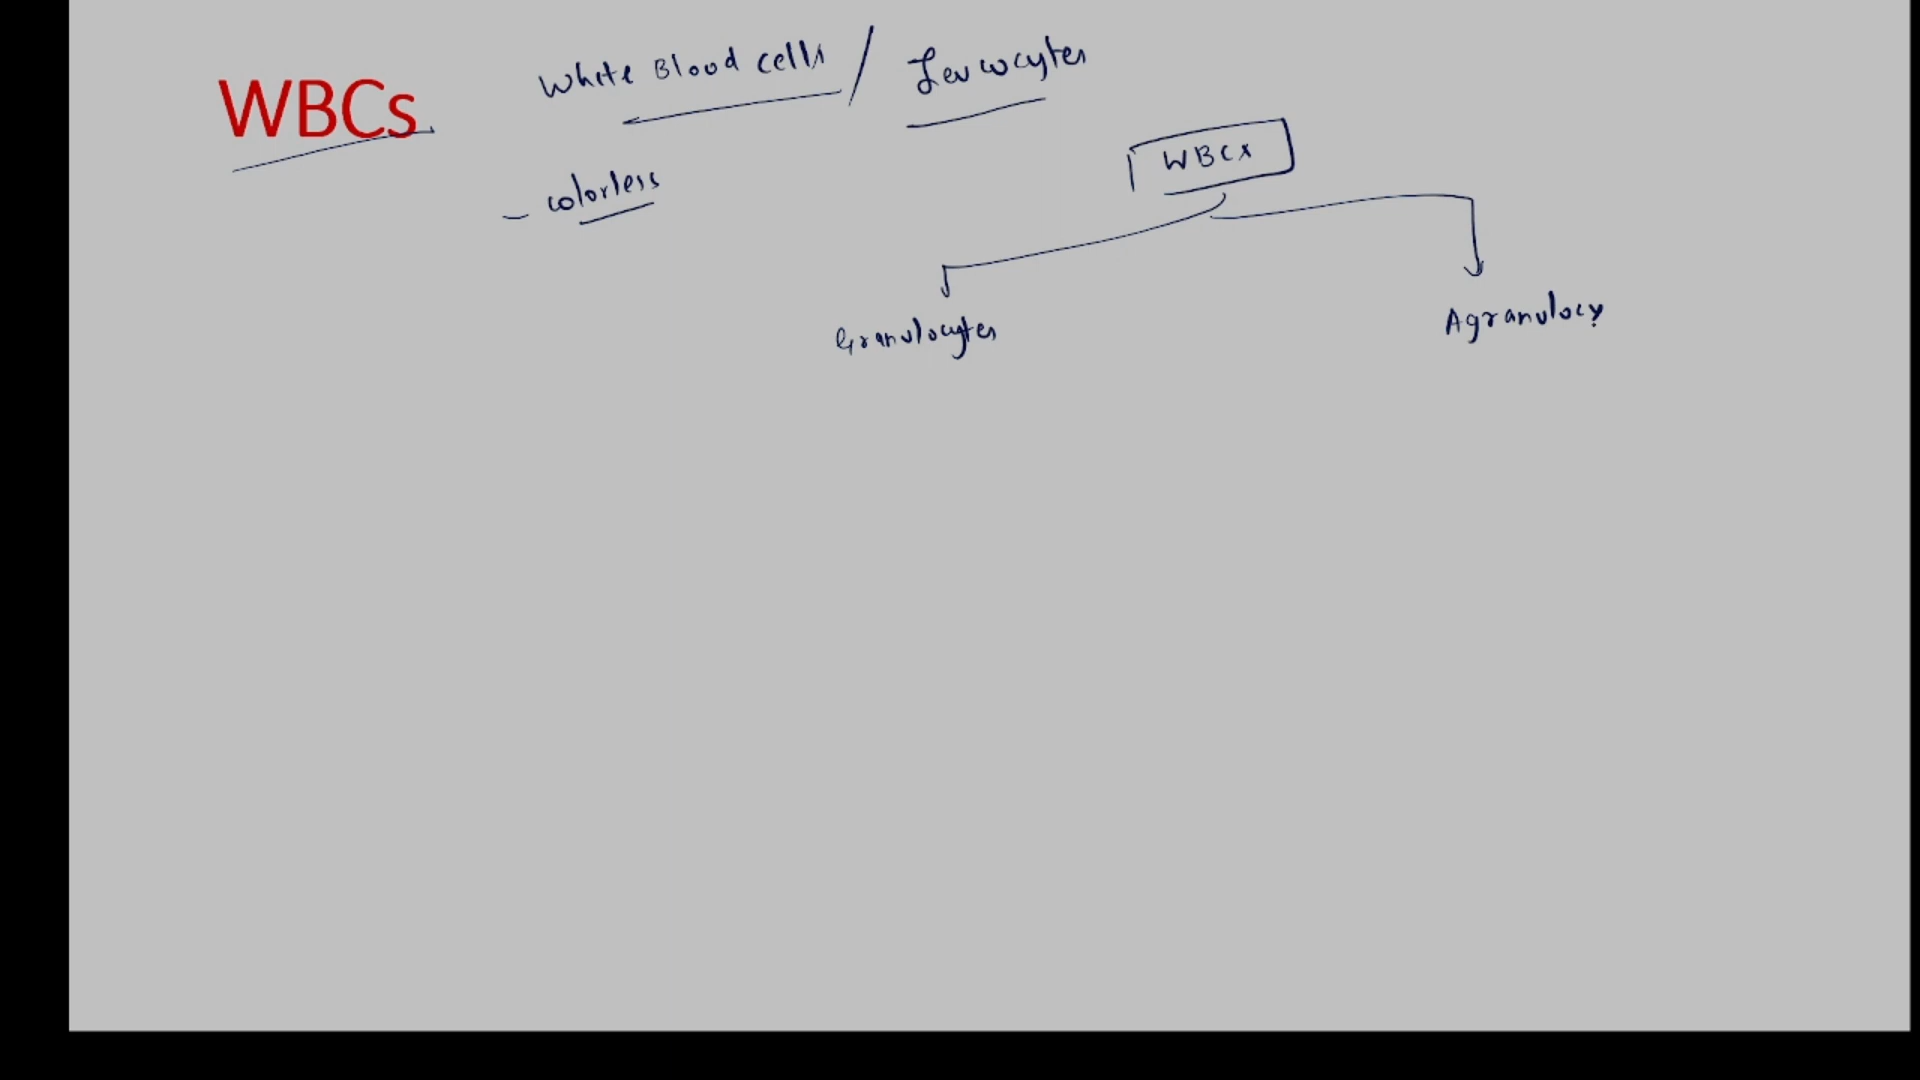 WBCs
White Blood cells / Leucocytes
- colorless
WBCs
Granulocytes
Agranulocy